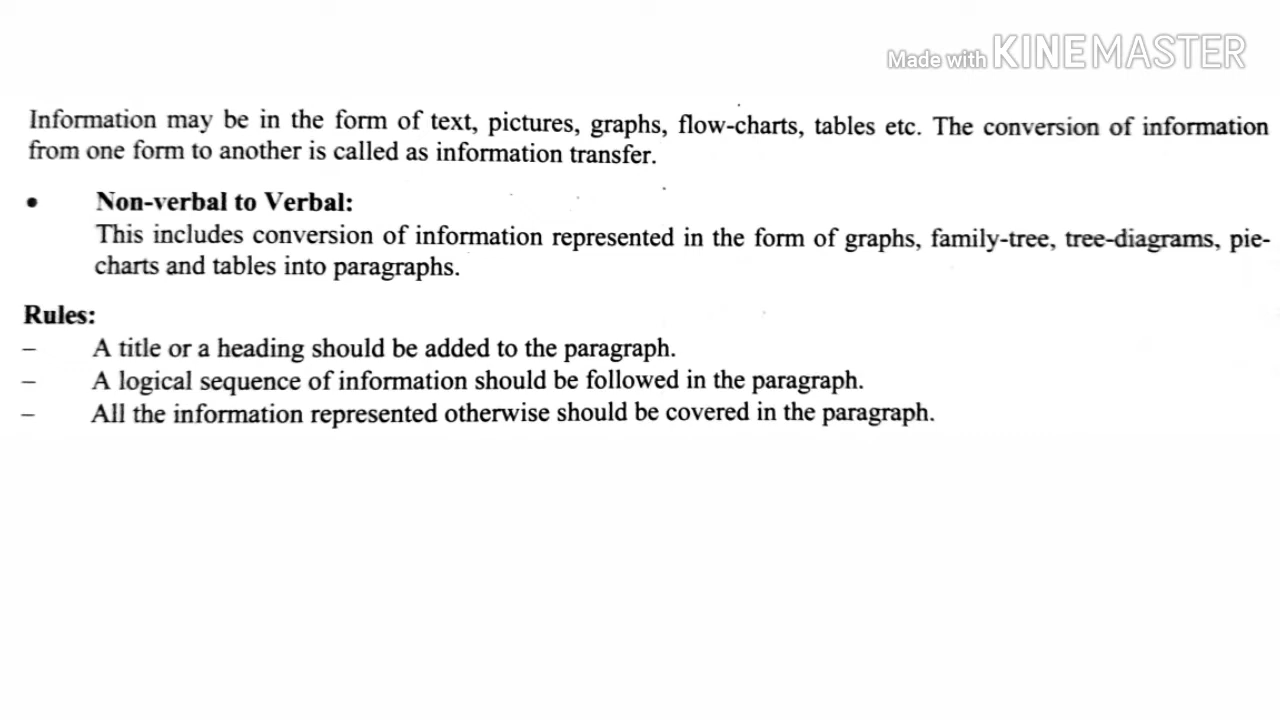 Made with KINEMASTER
Information may be in the form of text, pictures, graphs, flow-charts, tables etc. The conversion of information
from one form to another is called as information transfer.
• Non-verbal to Verbal:
This includes conversion of information represented in the form of graphs, family-tree, tree-diagrams, pie-
charts and tables into paragraphs.
Rules:
– A title or a heading should be added to the paragraph.
– A logical sequence of information should be followed in the paragraph.
– All the information represented otherwise should be covered in the paragraph.